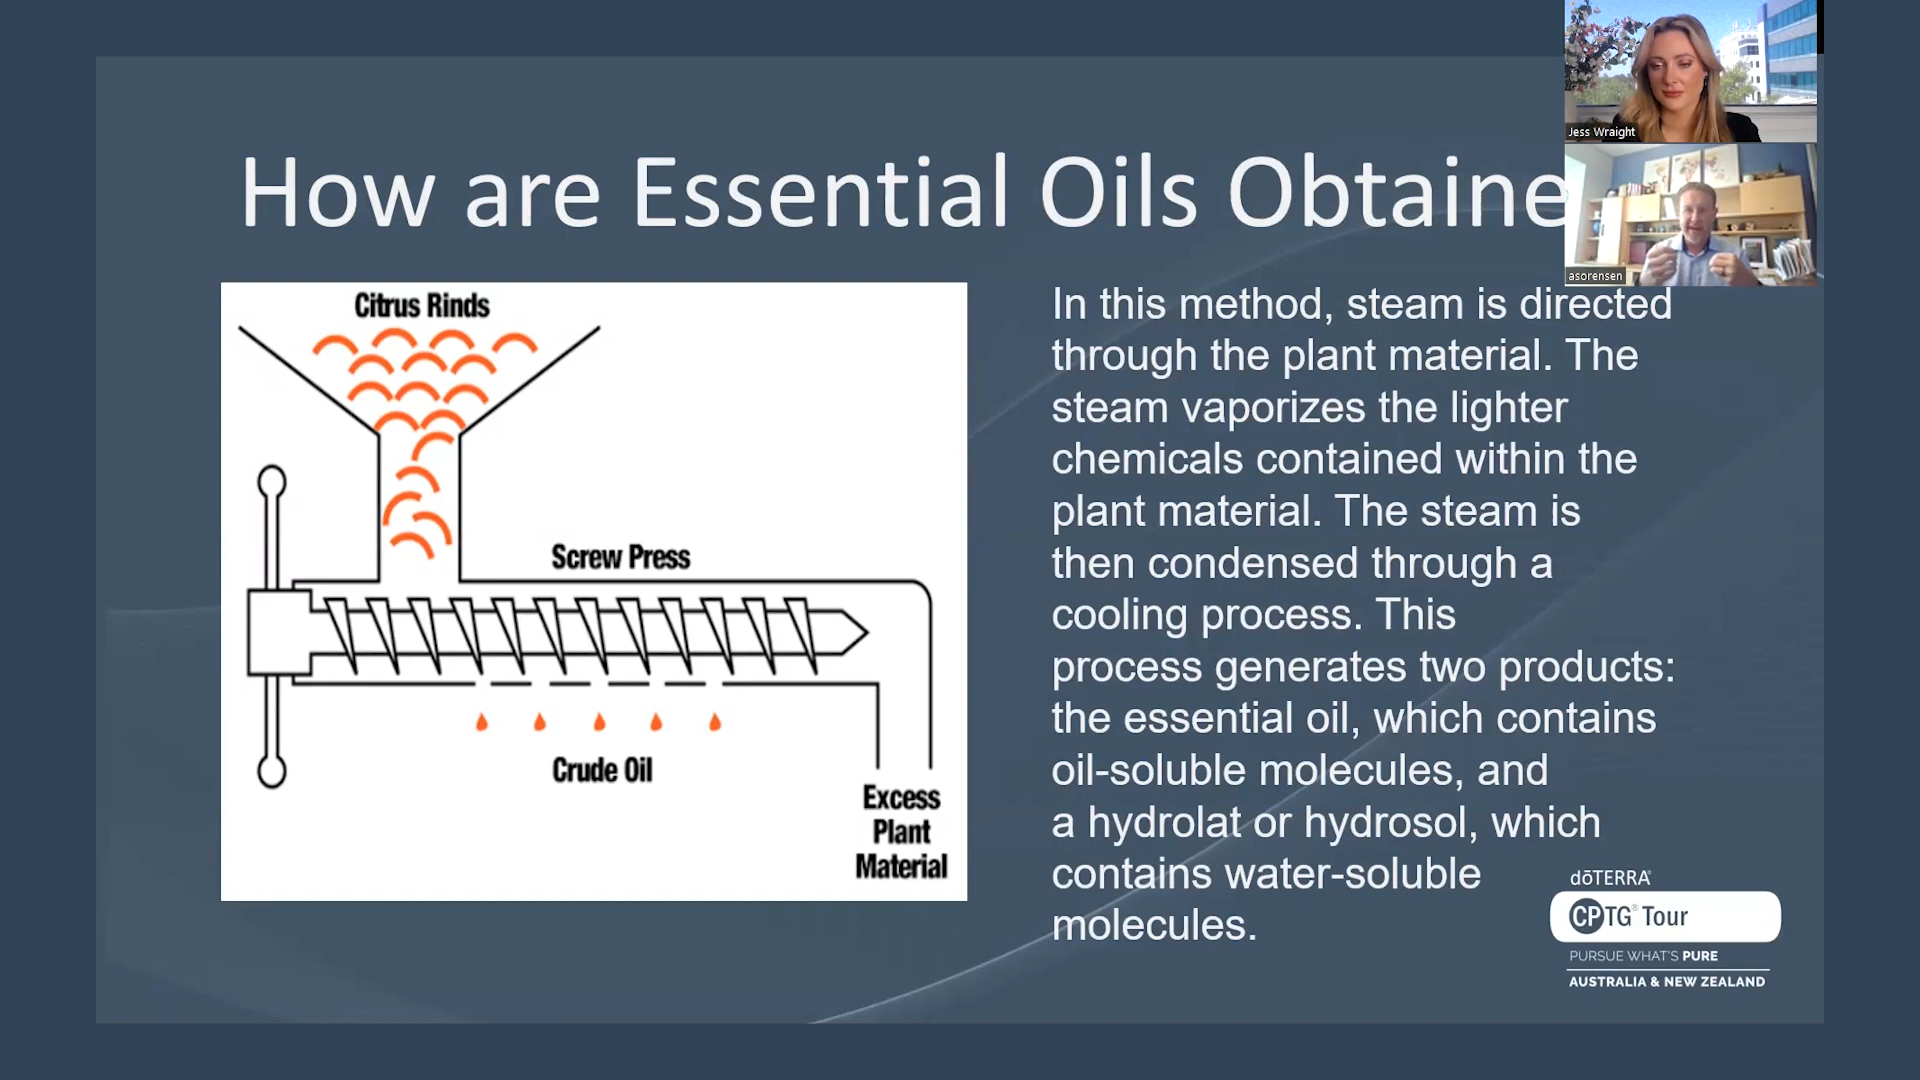 How are Essential Oils Obtaine
Jess Wraight
asorensen
Citrus Rinds
Screw Press
Crude Oil
Excess
Plant
Material
In this method, steam is directed
through the plant material. The
steam vaporizes the lighter
chemicals contained within the
plant material. The steam is
then condensed through a
cooling process. This
process generates two products:
the essential oil, which contains
oil-soluble molecules, and
a hydrolat or hydrosol, which
contains water-soluble
molecules.
dōTERRA®
CPTG® Tour
PURSUE WHAT'S PURE
AUSTRALIA & NEW ZEALAND